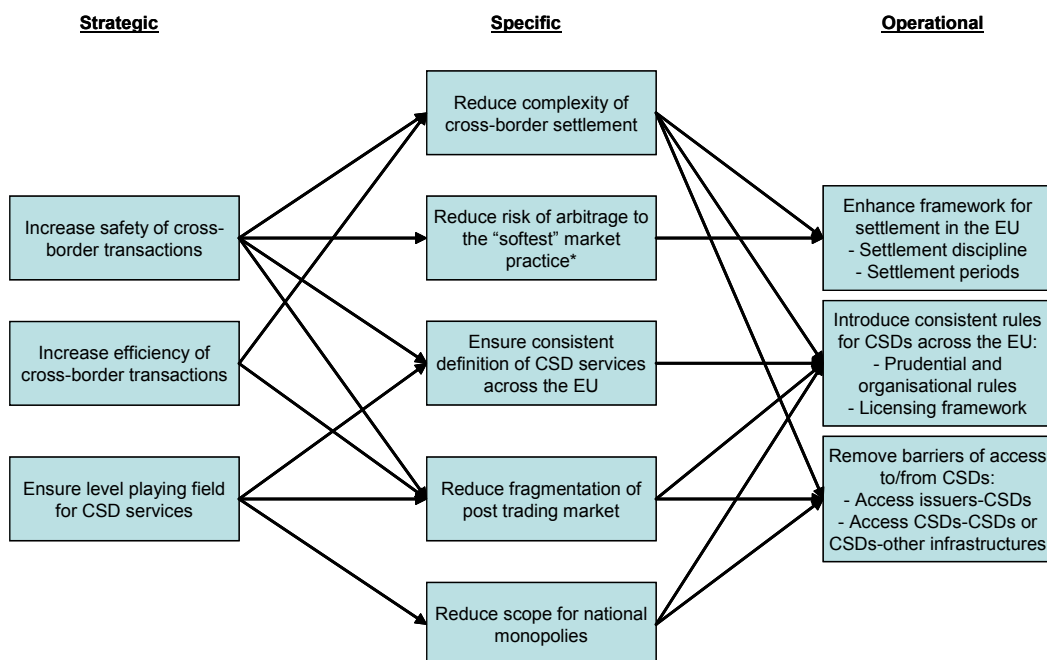 Strategic
Specific
Operational
Reduce complexity of
cross-border settlement
Increase safety of cross-
border transactions
Reduce risk of arbitrage to
the “softest” market
practice*
Enhance framework for
settlement in the EU
- Settlement discipline
- Settlement periods
Increase efficiency of
cross-border transactions
Ensure consistent
definition of CSD services
across the EU
Introduce consistent rules
for CSDs across the EU:
- Prudential and
organisational rules
- Licensing framework
Ensure level playing field
for CSD services
Reduce fragmentation of
post trading market
Remove barriers of access
to/from CSDs:
- Access issuers-CSDs
- Access CSDs-CSDs or
CSDs-other infrastructures
Reduce scope for national
monopolies